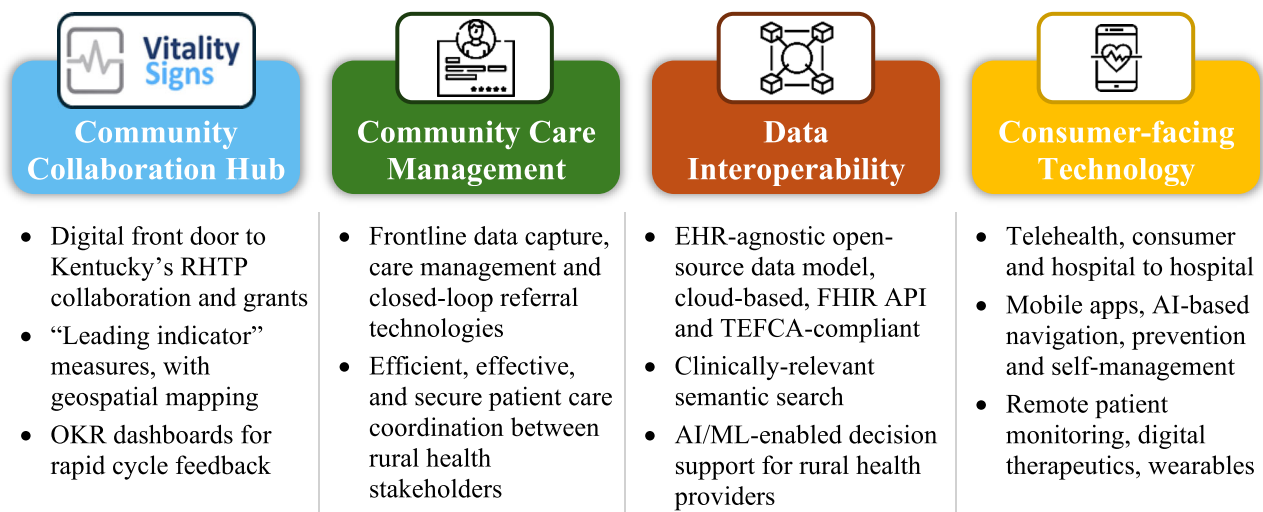 Vitality
Signs
Community
Collaboration Hub
• Digital front door to
Kentucky’s RHTP
collaboration and grants
• “Leading indicator”
measures, with
geospatial mapping
• OKR dashboards for
rapid cycle feedback
Community Care
Management
• Frontline data capture,
care management and
closed-loop referral
technologies
• Efficient, effective,
and secure patient care
coordination between
rural health
stakeholders
Data
Interoperability
• EHR-agnostic open-
source data model,
cloud-based, FHIR API
and TEFCA-compliant
• Clinically-relevant
semantic search
• AI/ML-enabled decision
support for rural health
providers
Consumer-facing
Technology
• Telehealth, consumer
and hospital to hospital
• Mobile apps, AI-based
navigation, prevention
and self-management
• Remote patient
monitoring, digital
therapeutics, wearables